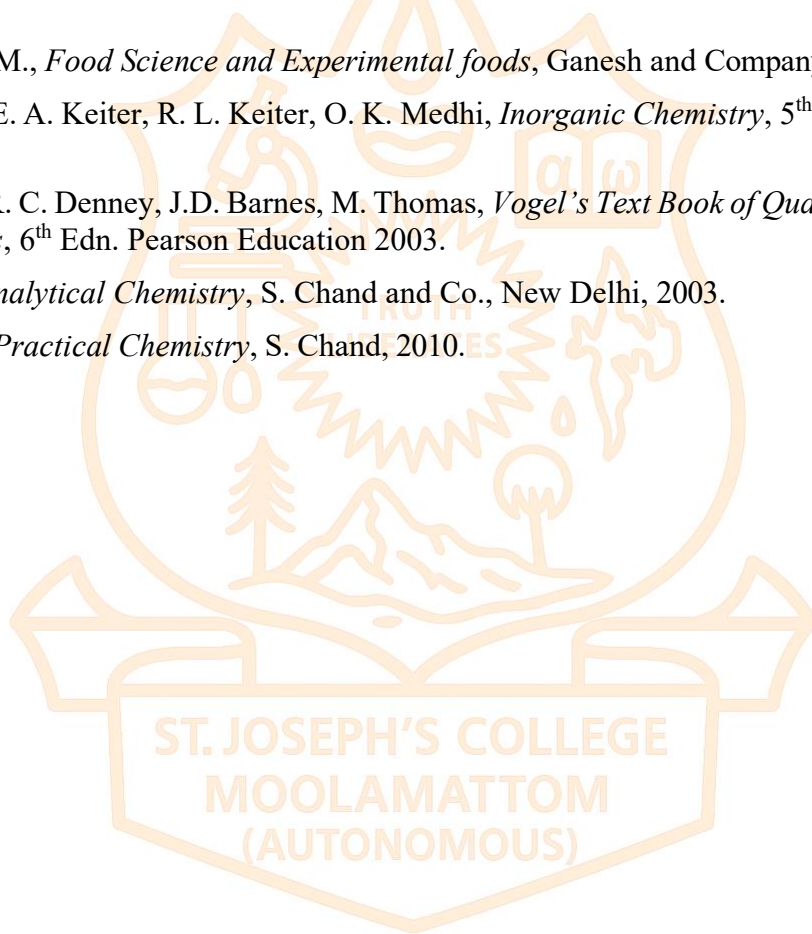 M., Food Science and Experimental foods, Ganesh and Company
E. A. Keiter, R. L. Keiter, O. K. Medhi, Inorganic Chemistry, 5th
. C. Denney, J.D. Barnes, M. Thomas, Vogel's Text Book of Qua
, 6th Edn. Pearson Education 2003.
nalytical Chemistry, S. Chand and Co., New Delhi, 2003.
TRUTH
Practical Chemistry, S. Chand, 2010.
α ω
ST. JOSEPH'S COLLEGE
MOOLAMATTOM
(AUTONOMOUS)